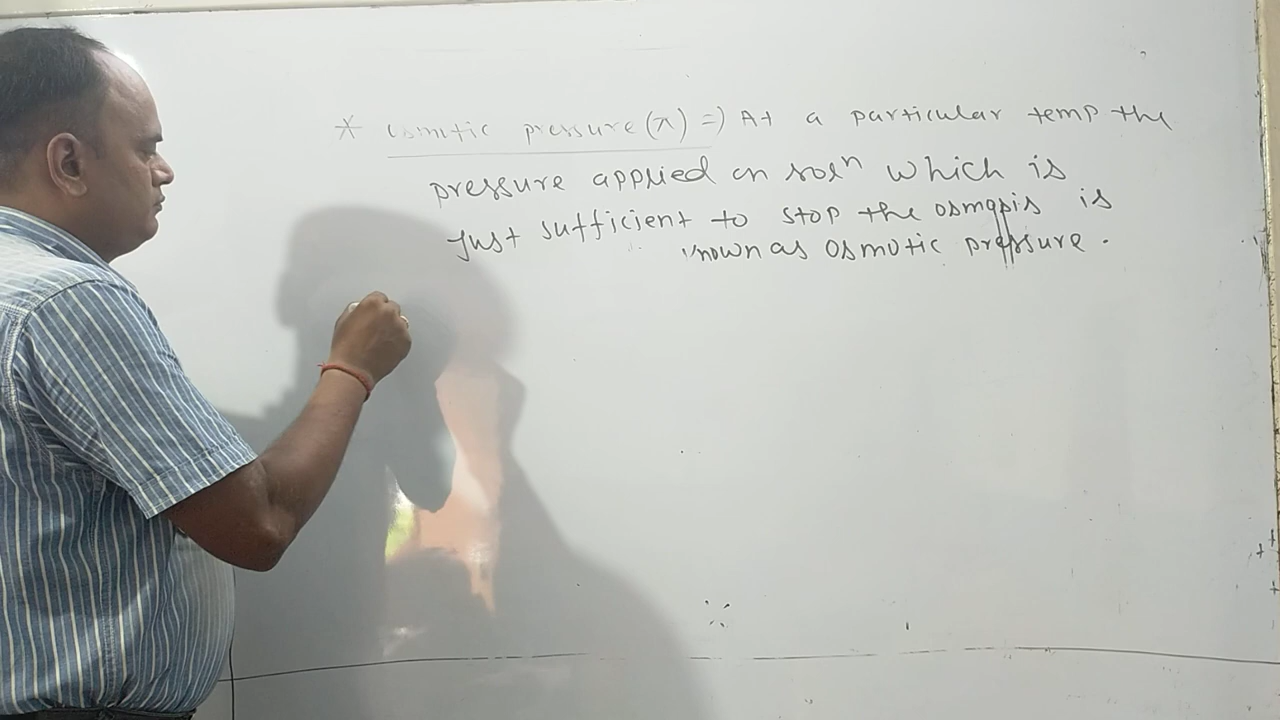 * osmotic pressure (π) => At a particular temp the
pressure applied on solⁿ which is
just sufficient to stop the osmosis is
known as osmotic pressure.